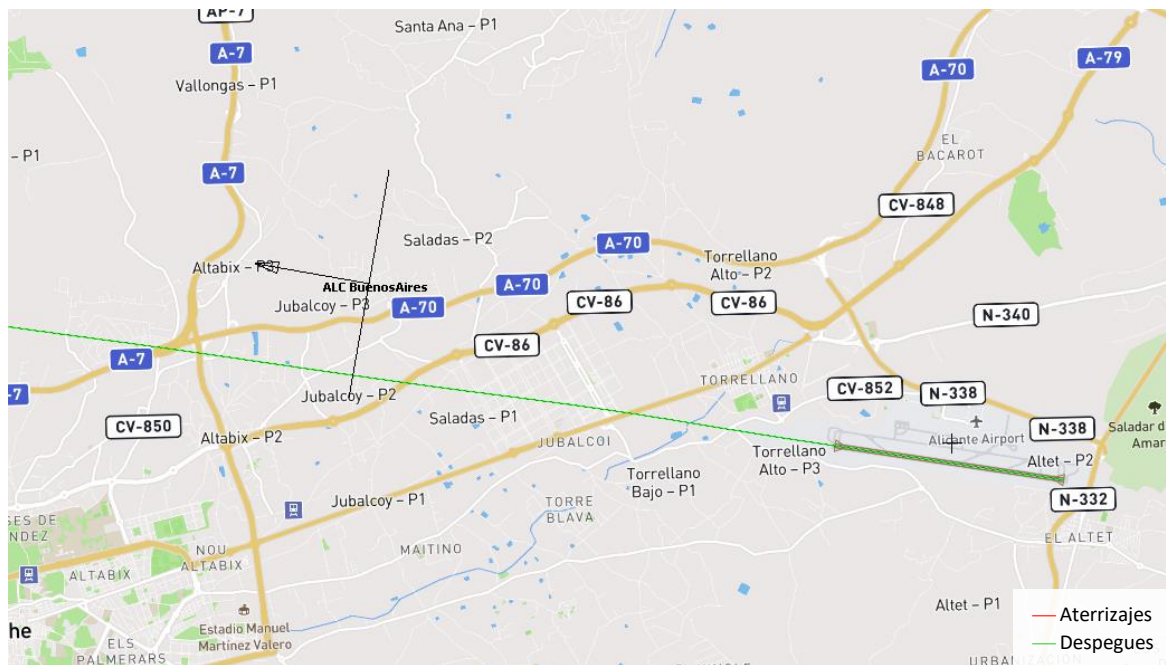 AP-7
Santa Ana – P1
A-7
A-70
A-79
Vallongas – P1
– P1
EL
BACAROT
A-7
CV-848
Saladas – P2
A-70
Torrellano
Alto – P2
Altabix –
ALC BuenosAires
Jubalcoy – P3
A-70
A-70
CV-86
CV-86
N-340
CV-86
A-7
-7
TORRELLANO
CV-852
N-338
Jubalcoy – P2
Saladas – P1
CV-850
Altabix – P2
JUBALCOI
Alicante Airport
N-338
Saladar d
Amar
Torrellano
Alto – P3
Altet – P2
Torrellano
Bajo – P1
Jubalcoy – P1
N-332
TORRE
BLAVA
SES DE
NDEZ
EL ALTET
NOU
ALTABIX
MAITINO
ALTABIX
Altet – P1
he
Estadio Manuel
Martínez Valero
ELS
PALMERARS
Aterrizajes
Despegues